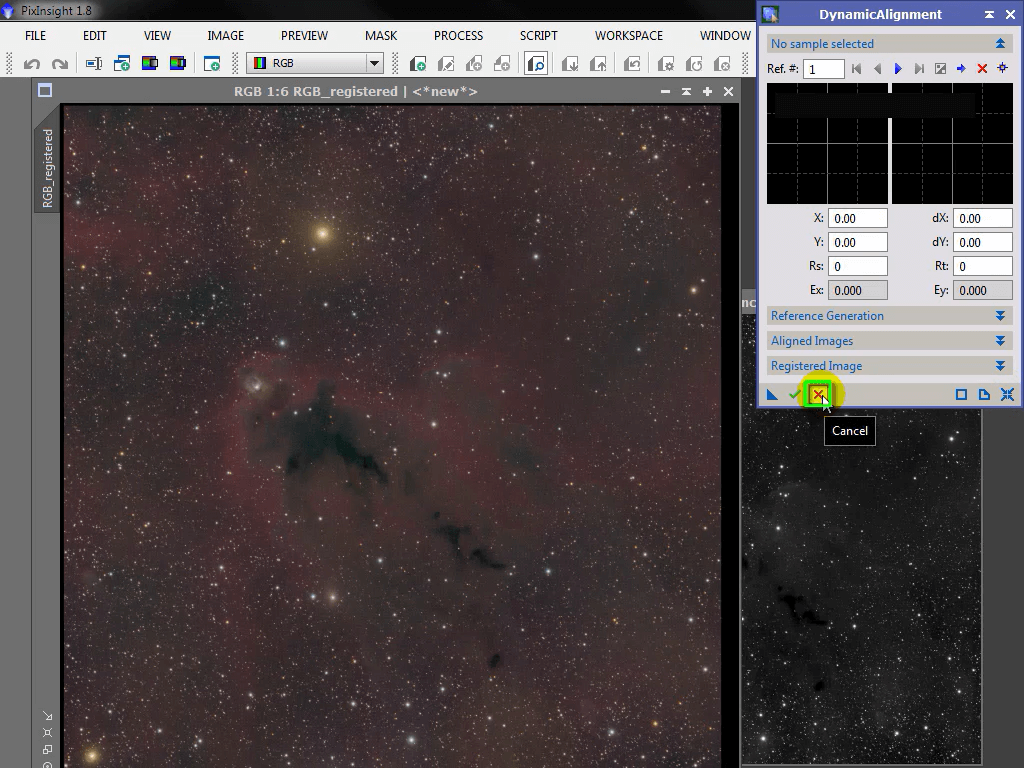 PixInsight 1.8
FILE EDIT VIEW IMAGE PREVIEW MASK PROCESS SCRIPT WORKSPACE WINDOW
RGB
RGB 1:6 RGB_registered | <*new*>
RGB_registered
DynamicAlignment
No sample selected
Ref. #: 1
X: 0.00 dX: 0.00
Y: 0.00 dY: 0.00
Rs: 0 Rt: 0
Ex: 0.000 Ey: 0.000
Reference Generation
Aligned Images
Registered Image
Cancel